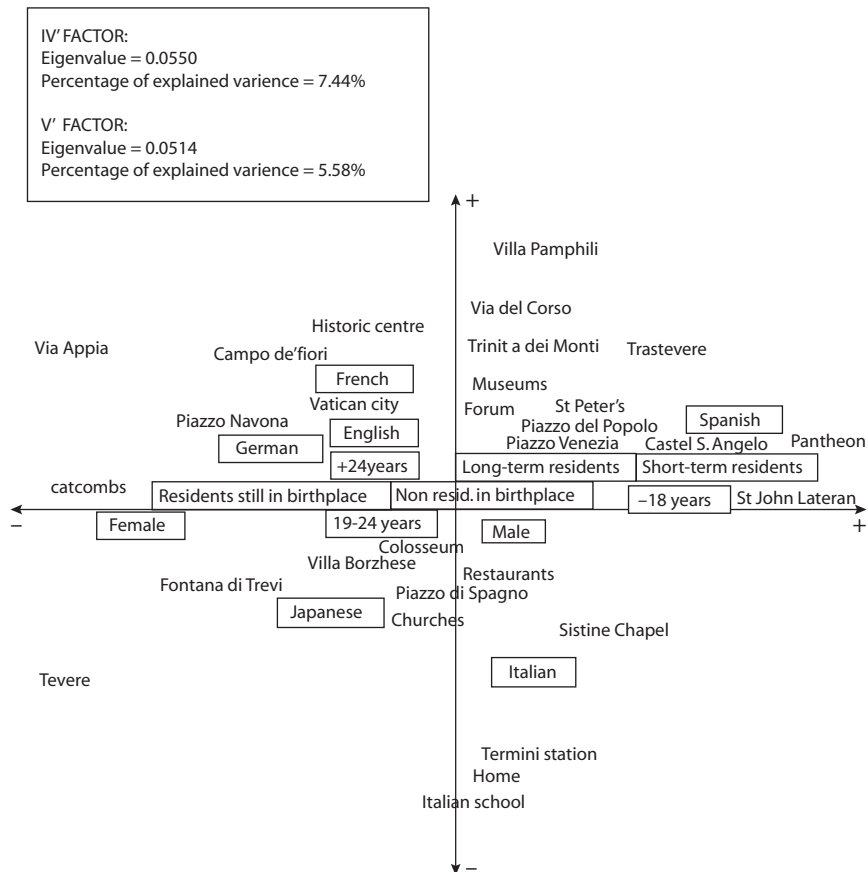 IV' FACTOR:
Eigenvalue = 0.0550
Percentage of explained varience = 7.44%
V' FACTOR:
Eigenvalue = 0.0514
Percentage of explained varience = 5.58%
+
Villa Pamphili
Via del Corso
Historic centre
Via Appia
Campo de'fiori
Trinit a dei Monti
Trastevere
French
Museums
Vatican city
Forum
St Peter's
Spanish
Piazzo Navona
Piazzo del Popolo
German
English
Piazzo Venezia
Castel S. Angelo
Pantheon
+24years
Long-term residents
Short-term residents
catcombs
Residents still in birthplace
Non resid. in birthplace
–18 years
St John Lateran
–
+
Female
19-24 years
Male
Colosseum
Villa Borzhese
Restaurants
Fontana di Trevi
Piazzo di Spagno
Japanese
Churches
Sistine Chapel
Italian
Tevere
Termini station
Home
Italian school
–